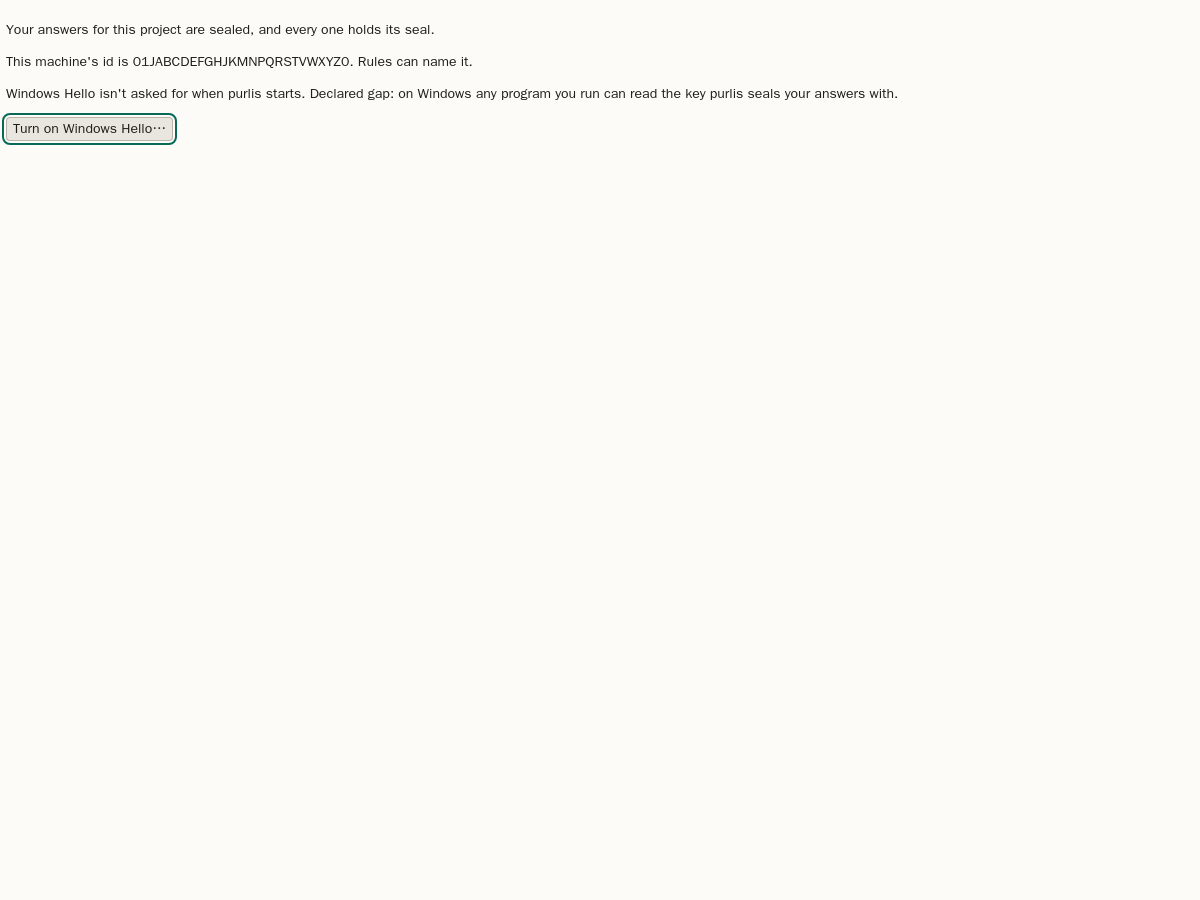 Your answers for this project are sealed, and every one holds its seal.
This machine's id is 01JABCDEFGHJKMNPQRSTVWXYZ0. Rules can name it.
Windows Hello isn't asked for when purlis starts. Declared gap: on Windows any program you run can read the key purlis seals your answers with.
Turn on Windows Hello…